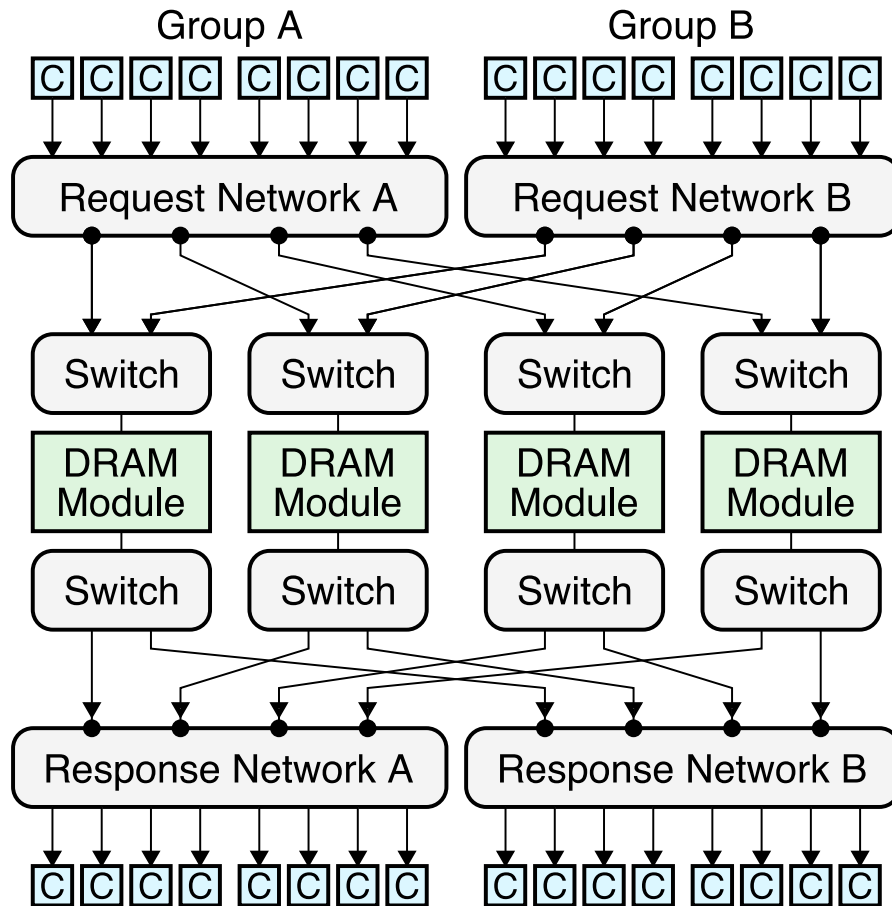 Group A Group B
C C C C C C C C C C C C C C C C
Request Network A Request Network B
Switch Switch Switch Switch
DRAM Module DRAM Module DRAM Module DRAM Module
Switch Switch Switch Switch
Response Network A Response Network B
C C C C C C C C C C C C C C C C